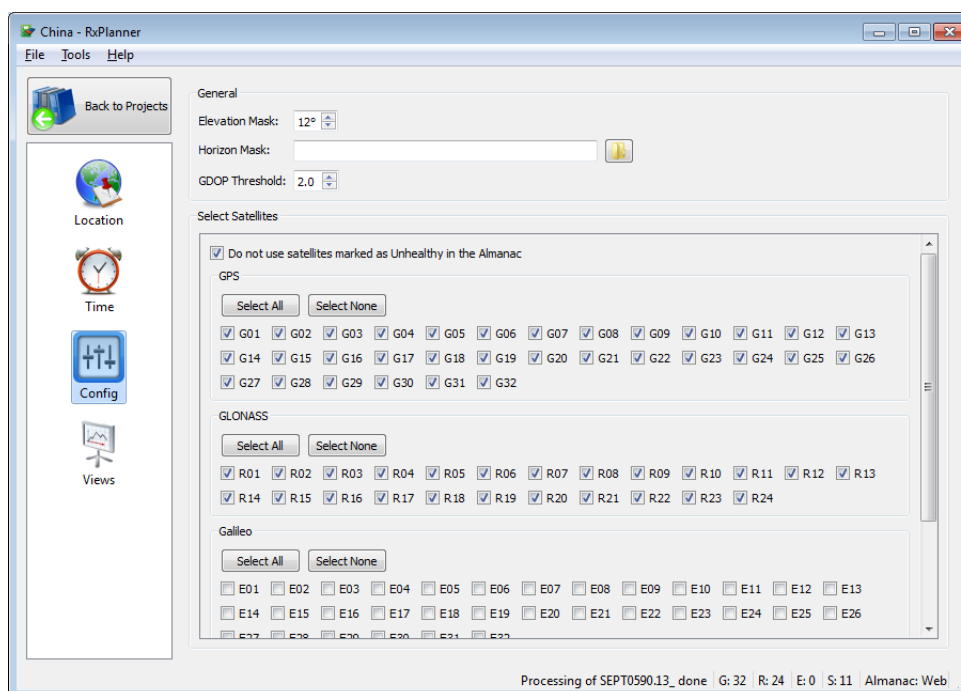 China - RxPlanner
File Tools Help
Back to Projects
Location
Time
Config
Views
General
Elevation Mask: 12°
Horizon Mask:
GDOP Threshold: 2.0
Select Satellites
Do not use satellites marked as Unhealthy in the Almanac
GPS
Select All Select None
G01 G02 G03 G04 G05 G06 G07 G08 G09 G10 G11 G12 G13
G14 G15 G16 G17 G18 G19 G20 G21 G22 G23 G24 G25 G26
G27 G28 G29 G30 G31 G32
GLONASS
Select All Select None
R01 R02 R03 R04 R05 R06 R07 R08 R09 R10 R11 R12 R13
R14 R15 R16 R17 R18 R19 R20 R21 R22 R23 R24
Galileo
Select All Select None
E01 E02 E03 E04 E05 E06 E07 E08 E09 E10 E11 E12 E13
E14 E15 E16 E17 E18 E19 E20 E21 E22 E23 E24 E25 E26
E27 E28 E29 E30 E31 E32
Processing of SEPT0590.13_ done G: 32 R: 24 E: 0 S: 11 Almanac: Web